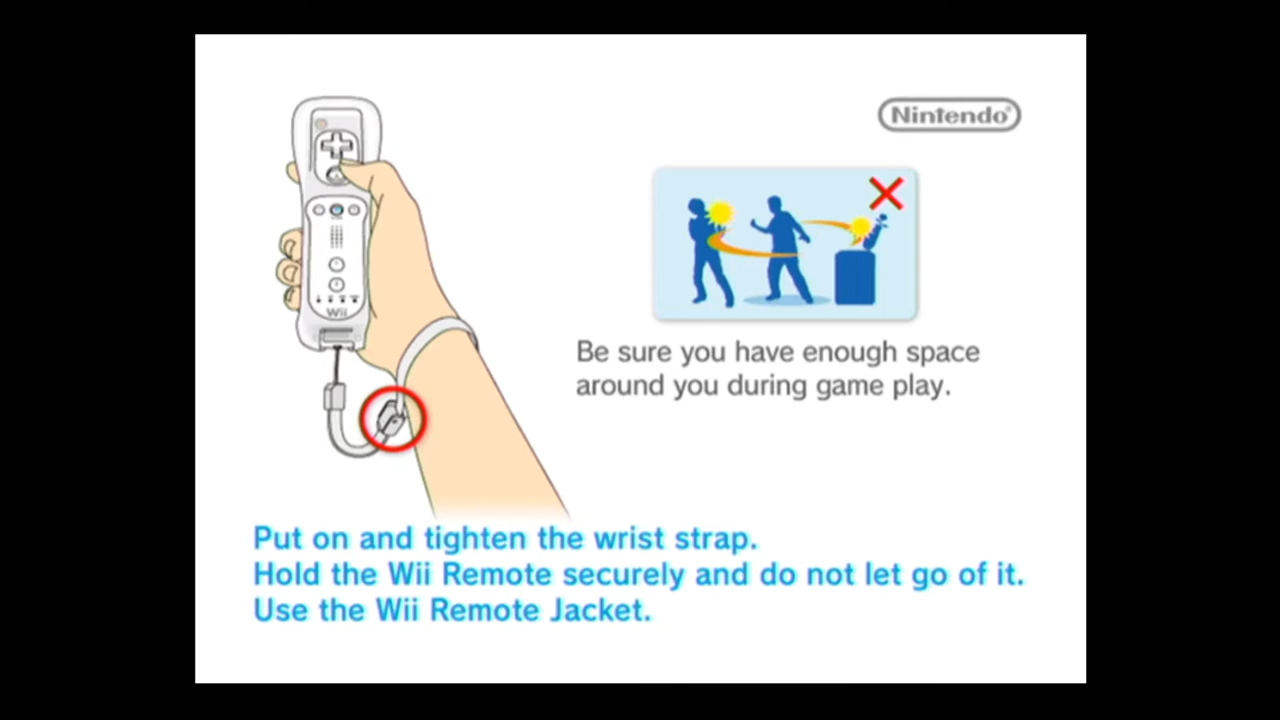 Nintendo®
Wii
Be sure you have enough space
around you during game play.
Put on and tighten the wrist strap.
Hold the Wii Remote securely and do not let go of it.
Use the Wii Remote Jacket.